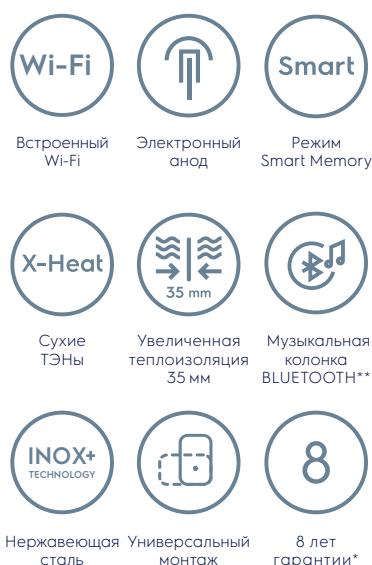 Wi-Fi
Smart
Встроенный
Wi-Fi
Электронный
анод
Режим
Smart Memory
X-Heat
35 mm
Сухие
ТЭНы
Увеличенная
теплоизоляция
35 мм
Музыкальная
колонка
BLUETOOTH**
INOX+
TECHNOLOGY
8
Нержавеющая
сталь
Универсальный
монтаж
8 лет
гарантии*